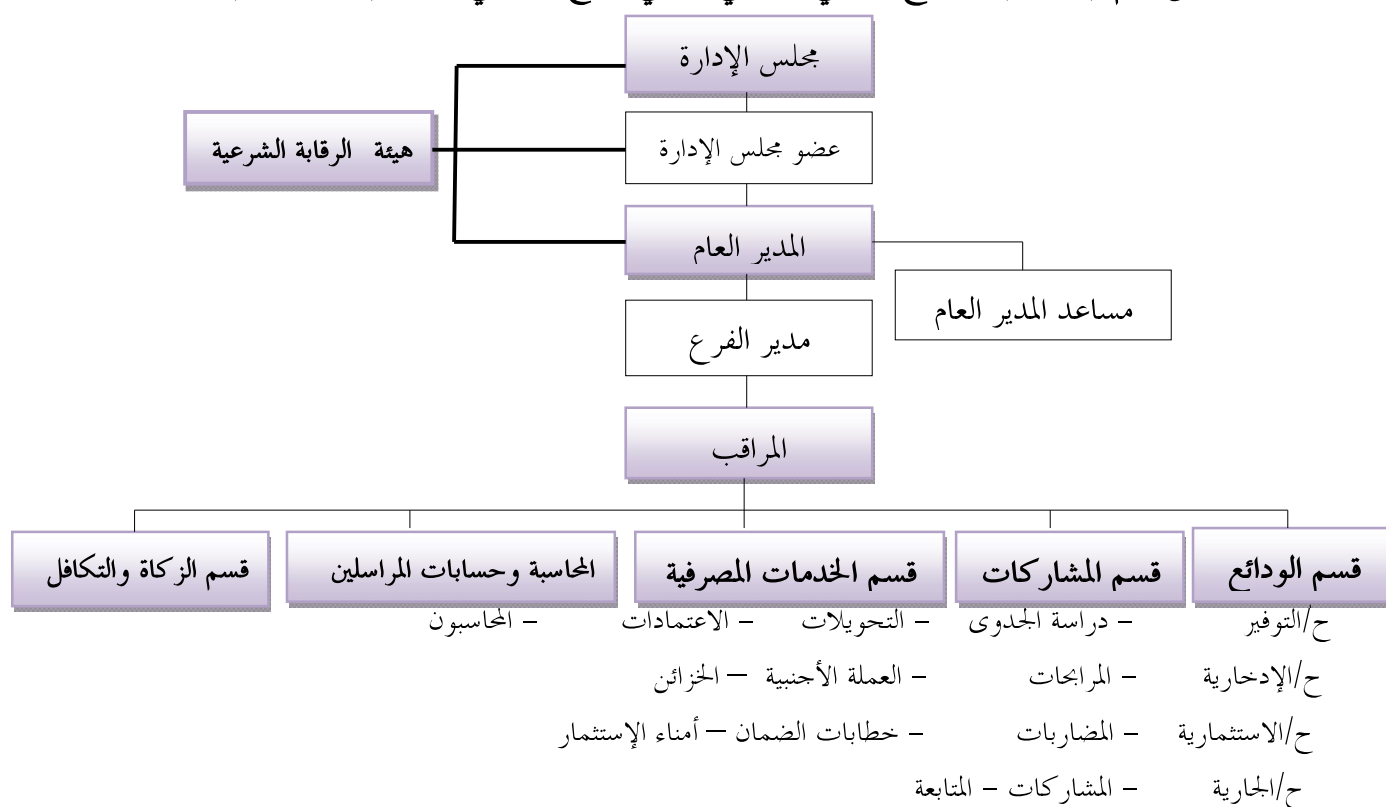 مجلس الإدارة
عضو مجلس الإدارة
هيئة الرقابة الشرعية
المدير العام
مساعد المدير العام
مدير الفرع
المراقب
قسم الودائع
قسم المشاركات
قسم الخدمات المصرفية
المحاسبة وحسابات المراسلين
قسم الزكاة والتكافل
ح/التوفير
ح/الإدخارية
ح/الاستثمارية
ح/الجارية
– دراسة الجدوى
– المرابحات
– المضاربات
– المشاركات – المتابعة
– التحويلات – الاعتمادات
– العملة الأجنبية – الخزائن
– خطابات الضمان – أمناء الإستثمار
– المحاسبون